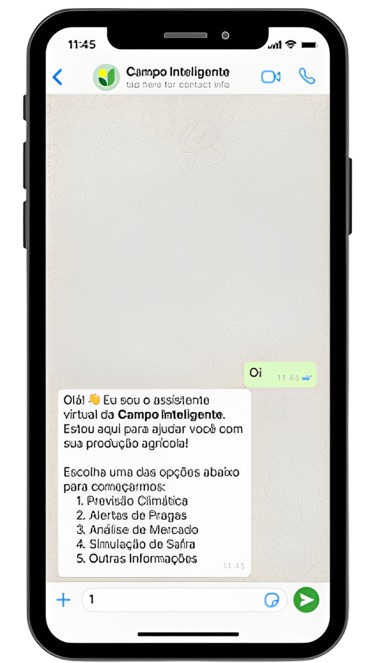 11:45
Campo Inteligente
tap here for contact info
Oi 11:45
Olá! 👋 Eu sou o assistente
virtual da Campo Inteligente.
Estou aqui para ajudar você com
sua produção agrícola!
Escolha uma das opções abaixo
para começarmos:
1. Previsão Climática
2. Alertas de Pragas
3. Análise de Mercado
4. Simulação de Safra
5. Outras Informações
11:45
1